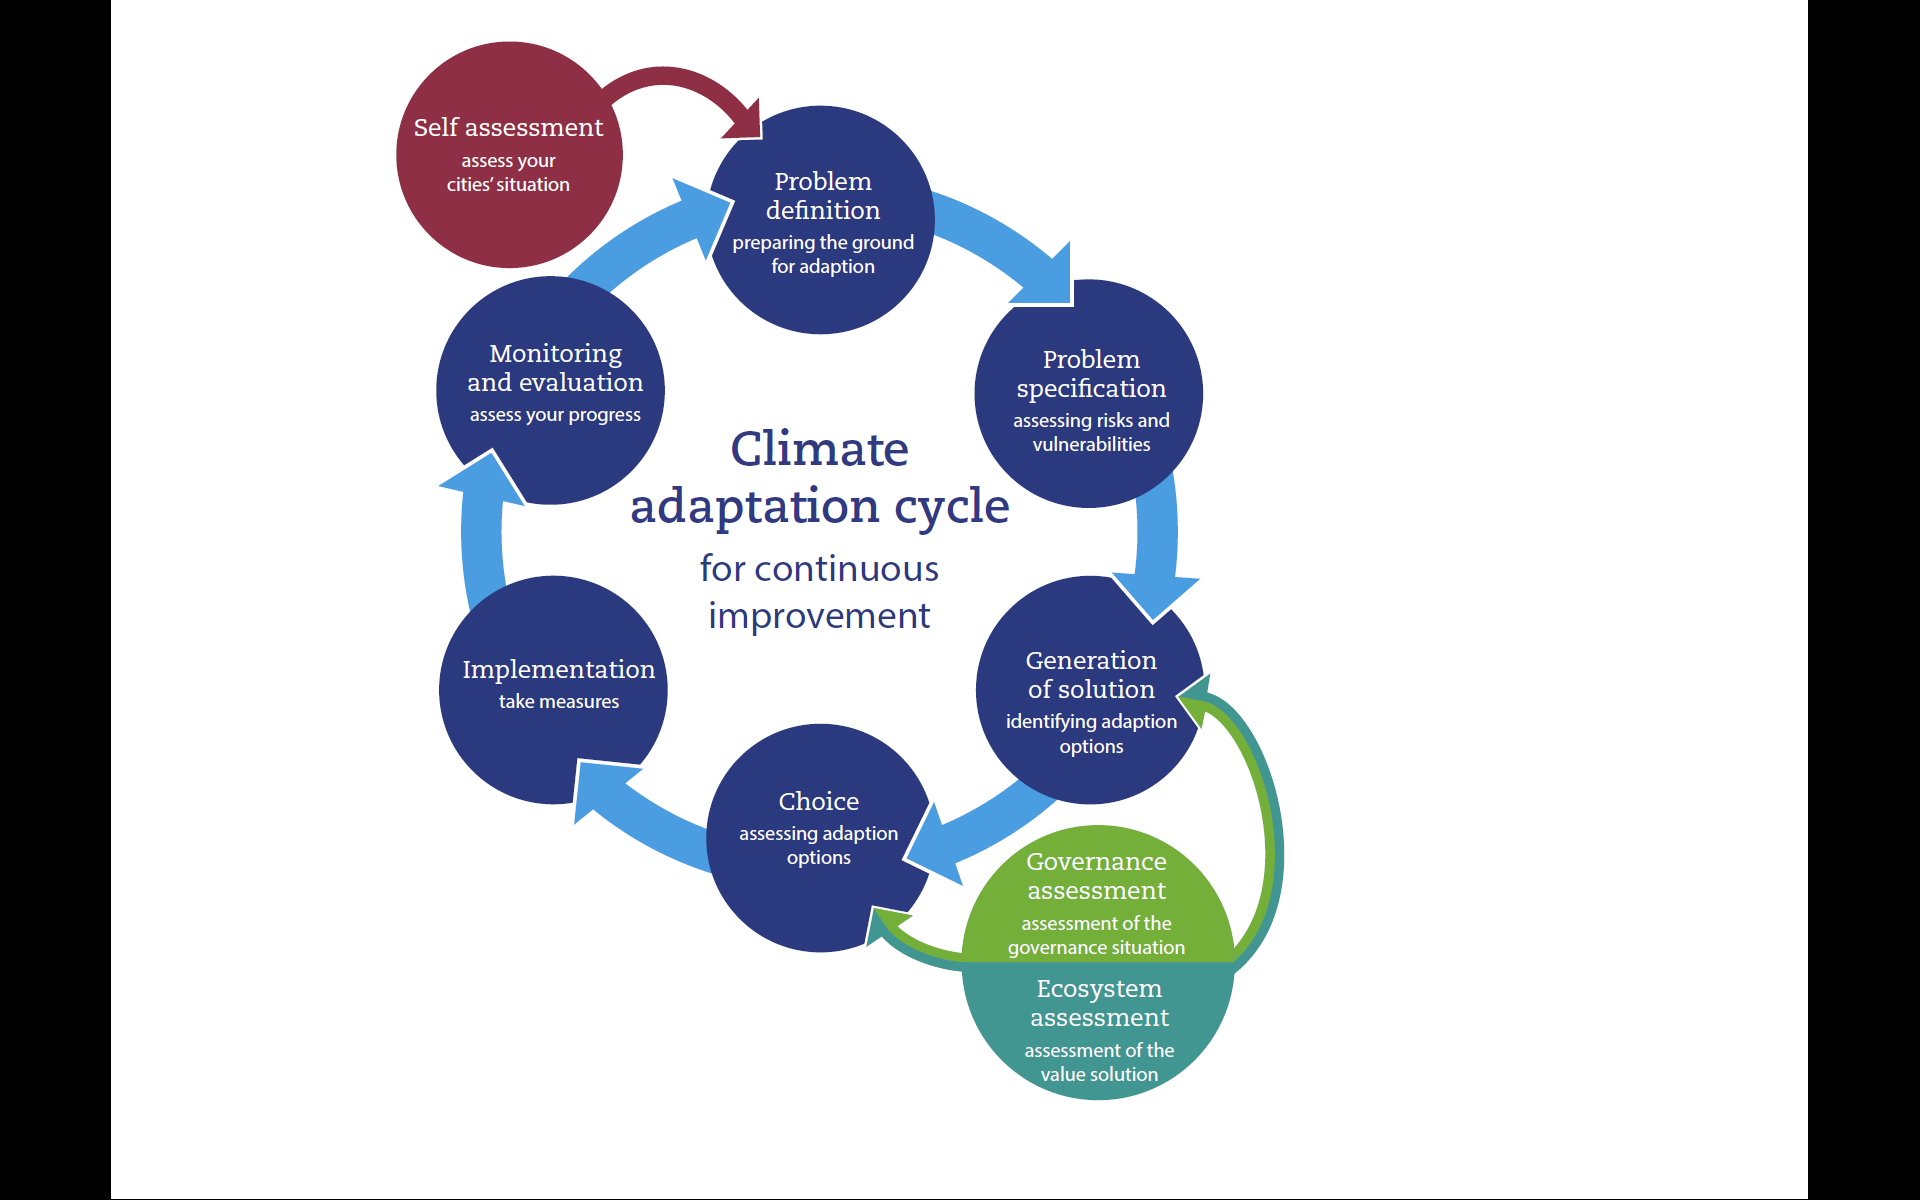 Self assessment
assess your
cities’ situation
Problem
definition
preparing the ground
for adaption
Problem
specification
assessing risks and
vulnerabilities
Generation
of solution
identifying adaption
options
Governance
assessment
assessment of the
governance situation
Ecosystem
assessment
assessment of the
value solution
Choice
assessing adaption
options
Implementation
take measures
Monitoring
and evaluation
assess your progress
Climate
adaptation cycle
for continuous
improvement